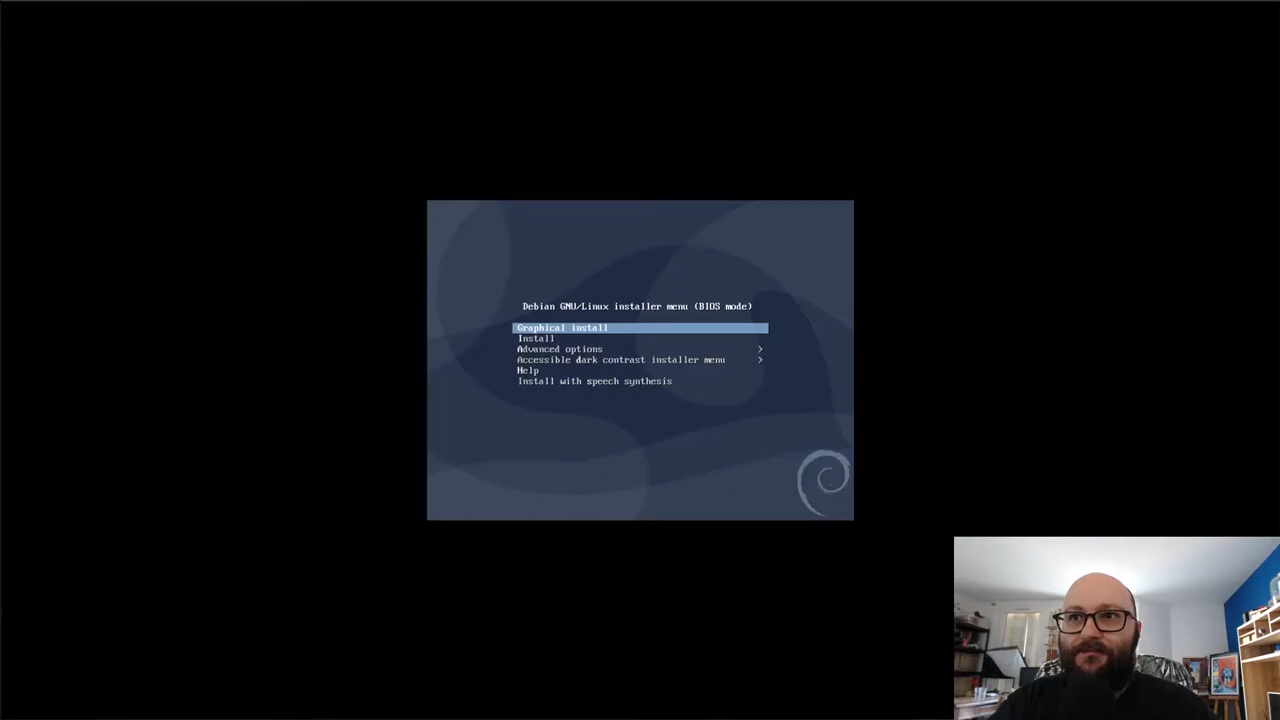 Debian GNU/Linux installer menu (BIOS mode)
Graphical install
Install
Advanced options >
Accessible dark contrast installer menu >
Help
Install with speech synthesis